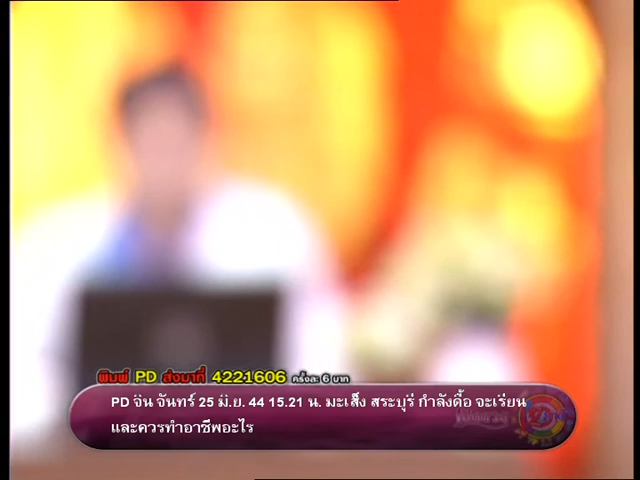 พิมพ์ PD ส่งมาที่ 4221606 ครั้งละ 6 บาท
PD จิน จันทร์ 25 มิ.ย. 44 15.21 น. มะเส็ง สระบุรี กำลังดื้อ จะเรียน
และควรทำอาชีพอะไร